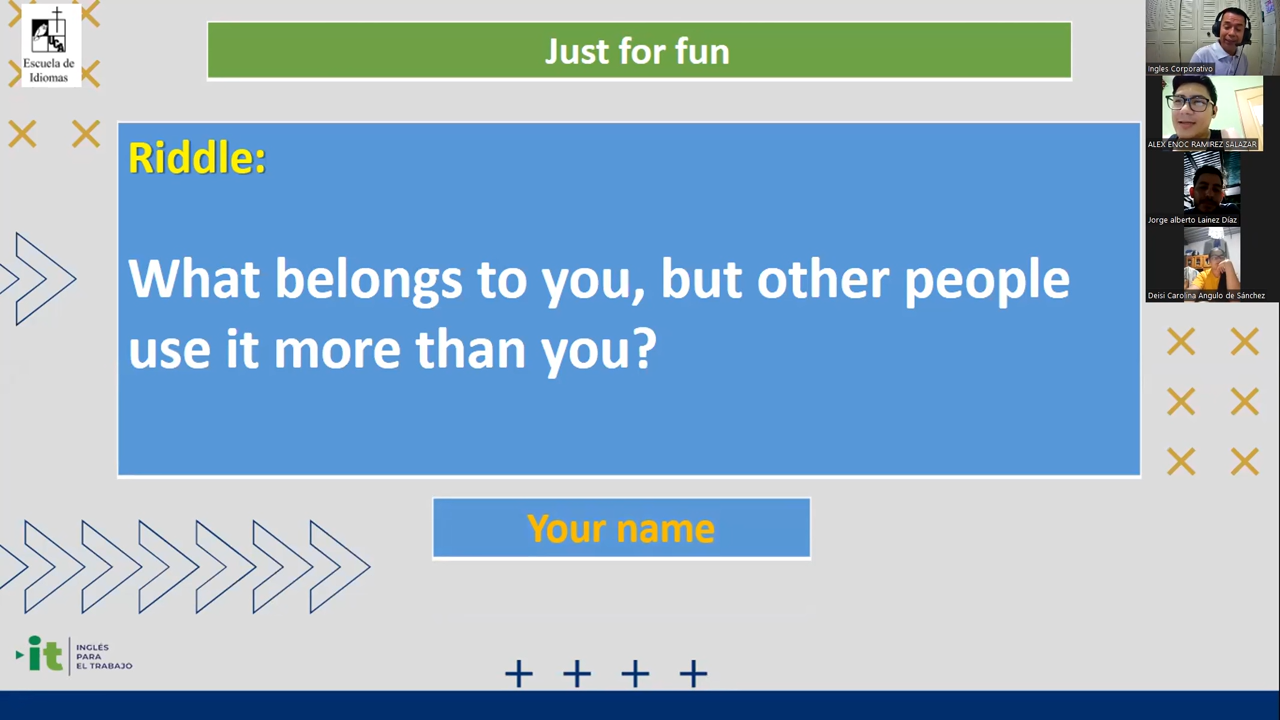 UCA
Escuela de
Idiomas
Just for fun
Riddle:
What belongs to you, but other people
use it more than you?
Your name
it
INGLÉS
PARA
EL TRABAJO
Ingles Corporativo
ALEX ENOC RAMIREZ SALAZAR
Jorge alberto Lainez Díaz
Deisi Carolina Angulo de Sánchez